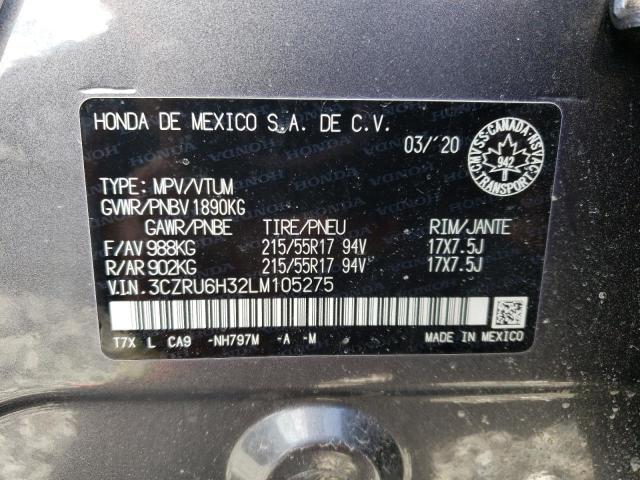 HONDA DE MEXICO S.A. DE C.V.
03/'20
CMVSS-CANADA-NSVAC
942
TRANSPORT
TYPE: MPV/VTUM
GVWR/PNBV 1890KG
GAWR/PNBE TIRE/PNEU RIM/JANTE
F/AV 988KG 215/55R17 94V 17X7.5J
R/AR 902KG 215/55R17 94V 17X7.5J
V.I.N. 3CZRU6H32LM105275
T7X L CA9 -NH797M -A -M MADE IN MEXICO